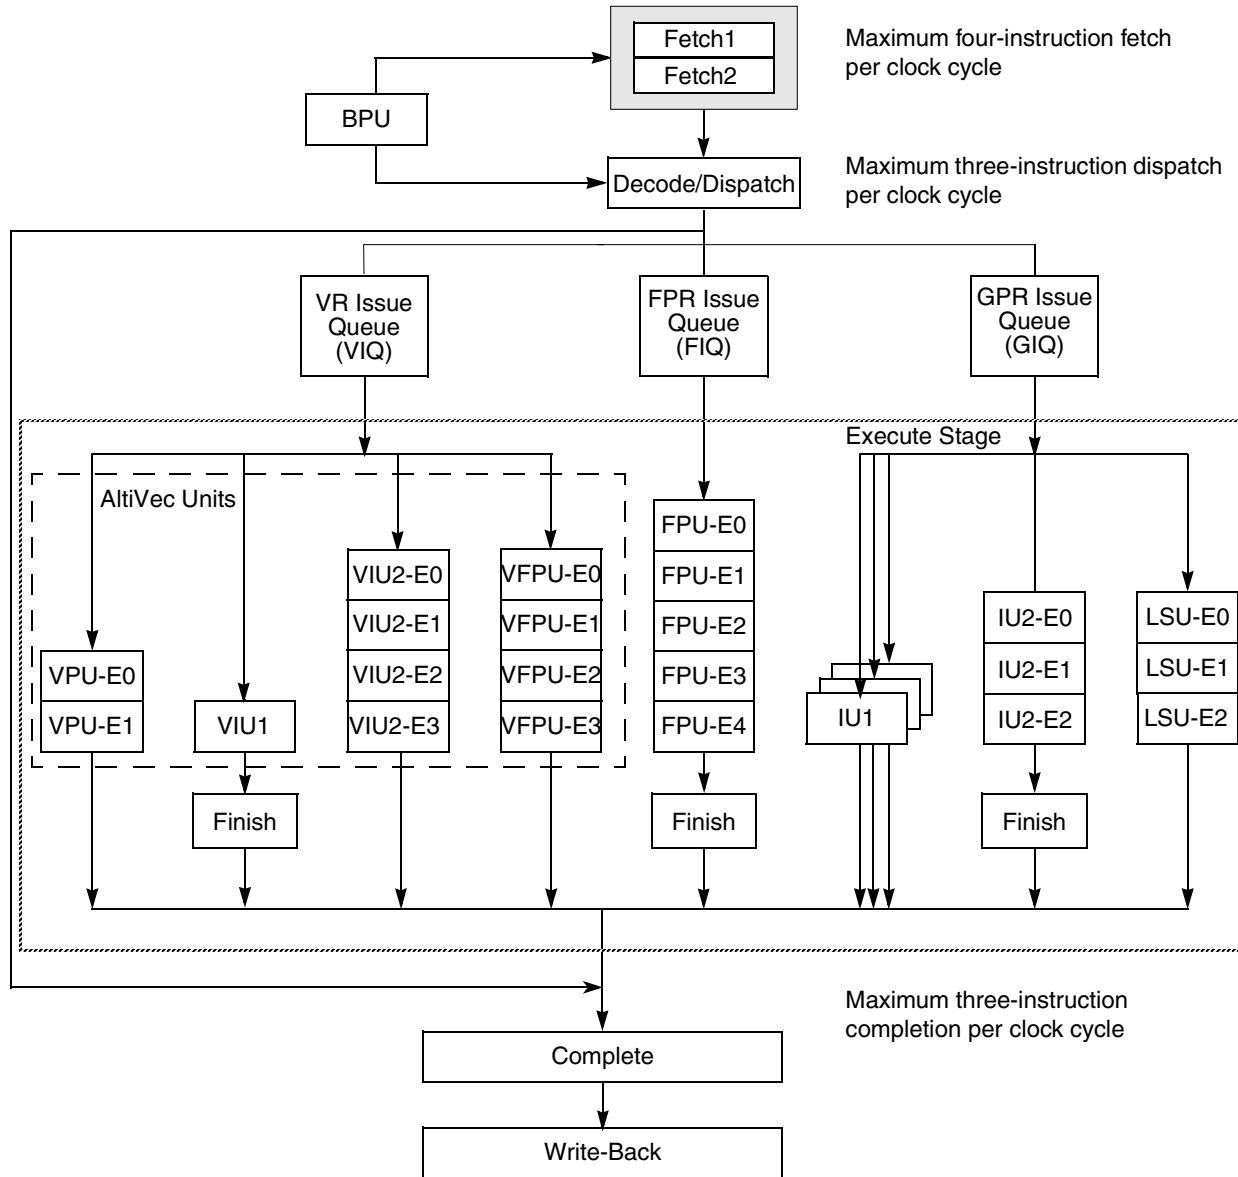 Fetch1
Fetch2
Maximum four-instruction fetch
per clock cycle
BPU
Decode/Dispatch
Maximum three-instruction dispatch
per clock cycle
VR Issue
Queue
(VIQ)
FPR Issue
Queue
(FIQ)
GPR Issue
Queue
(GIQ)
Execute Stage
AltiVec Units
VPU-E0
VPU-E1
VIU1
Finish
VIU2-E0
VIU2-E1
VIU2-E2
VIU2-E3
VFPU-E0
VFPU-E1
VFPU-E2
VFPU-E3
FPU-E0
FPU-E1
FPU-E2
FPU-E3
FPU-E4
Finish
IU1
IU2-E0
IU2-E1
IU2-E2
Finish
LSU-E0
LSU-E1
LSU-E2
Maximum three-instruction
completion per clock cycle
Complete
Write-Back